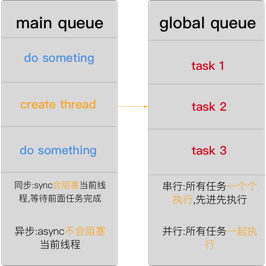 main queue
do someting
create thread
do something
同步:sync会阻塞当前线
程,等待前面任务完成
异步:async不会阻塞
当前线程
global queue
task 1
task 2
task 3
串行:所有任务一个个
执行,先进先执行
并行:所有任务一起执
行